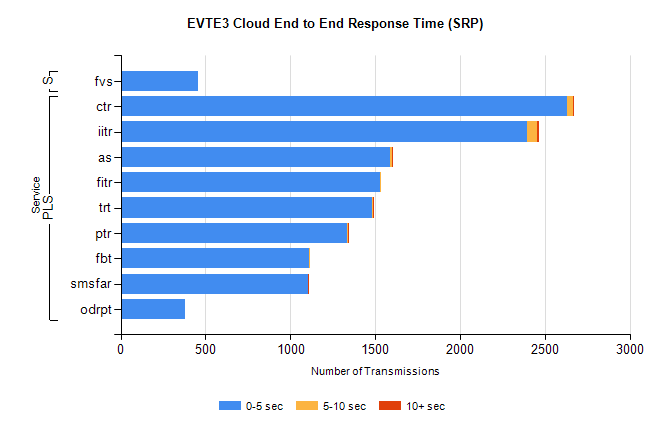 EVTE3 Cloud End to End Response Time (SRP)
Service
S
PLS
fvs
ctr
iitr
as
fitr
trt
ptr
fbt
smsfar
odrpt
0 500 1000 1500 2000 2500 3000
Number of Transmissions
0-5 sec 5-10 sec 10+ sec